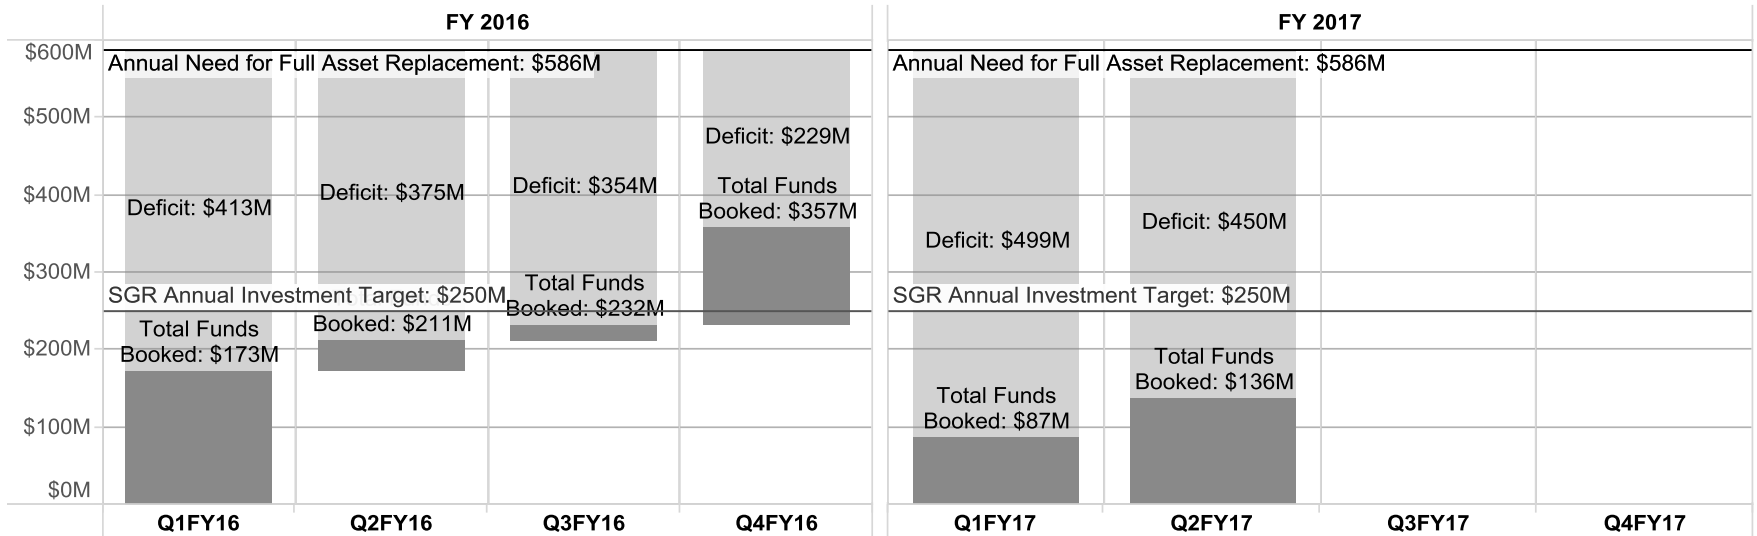 FY 2016
FY 2017
$600M
$500M
$400M
$300M
$200M
$100M
$0M
Annual Need for Full Asset Replacement: $586M
Deficit: $413M
Deficit: $375M
Deficit: $354M
Deficit: $229M
Total Funds
Booked: $357M
SGR Annual Investment Target: $250M
Total Funds
Booked: $173M
Booked: $211M
Total Funds
Booked: $232M
Annual Need for Full Asset Replacement: $586M
Deficit: $499M
Deficit: $450M
SGR Annual Investment Target: $250M
Total Funds
Booked: $87M
Total Funds
Booked: $136M
Q1FY16
Q2FY16
Q3FY16
Q4FY16
Q1FY17
Q2FY17
Q3FY17
Q4FY17